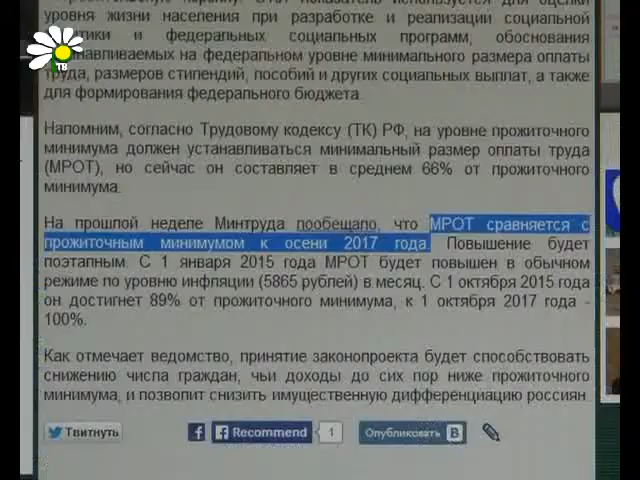 уровня жизни населения при разработке и реализации социальной
и федеральных социальных программ, обоснования
на федеральном уровне минимального размера оплаты
труда, размеров стипендий, пособий и других социальных выплат, а также
для формирования федерального бюджета.
Напомним, согласно Трудовому кодексу (ТК) РФ, на уровне прожиточного
минимума должен устанавливаться минимальный размер оплаты труда
(МРОТ), но сейчас он составляет в среднем 66% от прожиточного
минимума.
На прошлой неделе Минтруда пообещало, что МРОТ сравняется с
прожиточным минимумом к осени 2017 года. Повышение будет
поэтапным. С 1 января 2015 года МРОТ будет повышен в обычном
режиме по уровню инфляции (5865 рублей) в месяц. С 1 октября 2015 года
он достигнет 89% от прожиточного минимума, к 1 октября 2017 года -
100%.
Как отмечает ведомство, принятие законопроекта будет способствовать
снижению числа граждан, чьи доходы до сих пор ниже прожиточного
минимума, и позволит снизить имущественную дифференциацию россиян.
Твитнуть
Recommend 1
Опубликовать В
ТВ